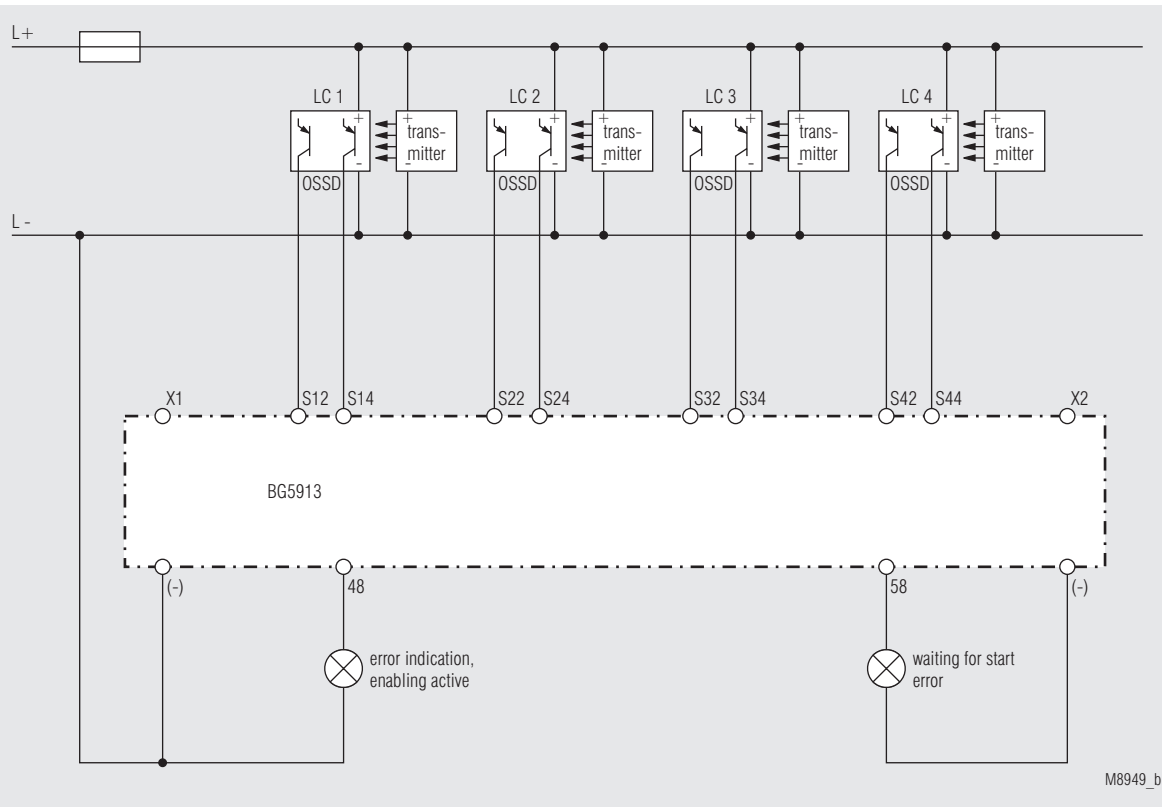 L+
LC 1
LC 2
LC 3
LC 4
+
+
trans-
mitter
-
-
+
+
trans-
mitter
-
-
+
+
trans-
mitter
-
-
+
+
trans-
mitter
-
-
OSSD
OSSD
OSSD
OSSD
L -
X1
S12
S14
S22
S24
S32
S34
S42
S44
X2
BG5913
(-)
48
58
(-)
error indication,
enabling active
waiting for start
error
M8949_b